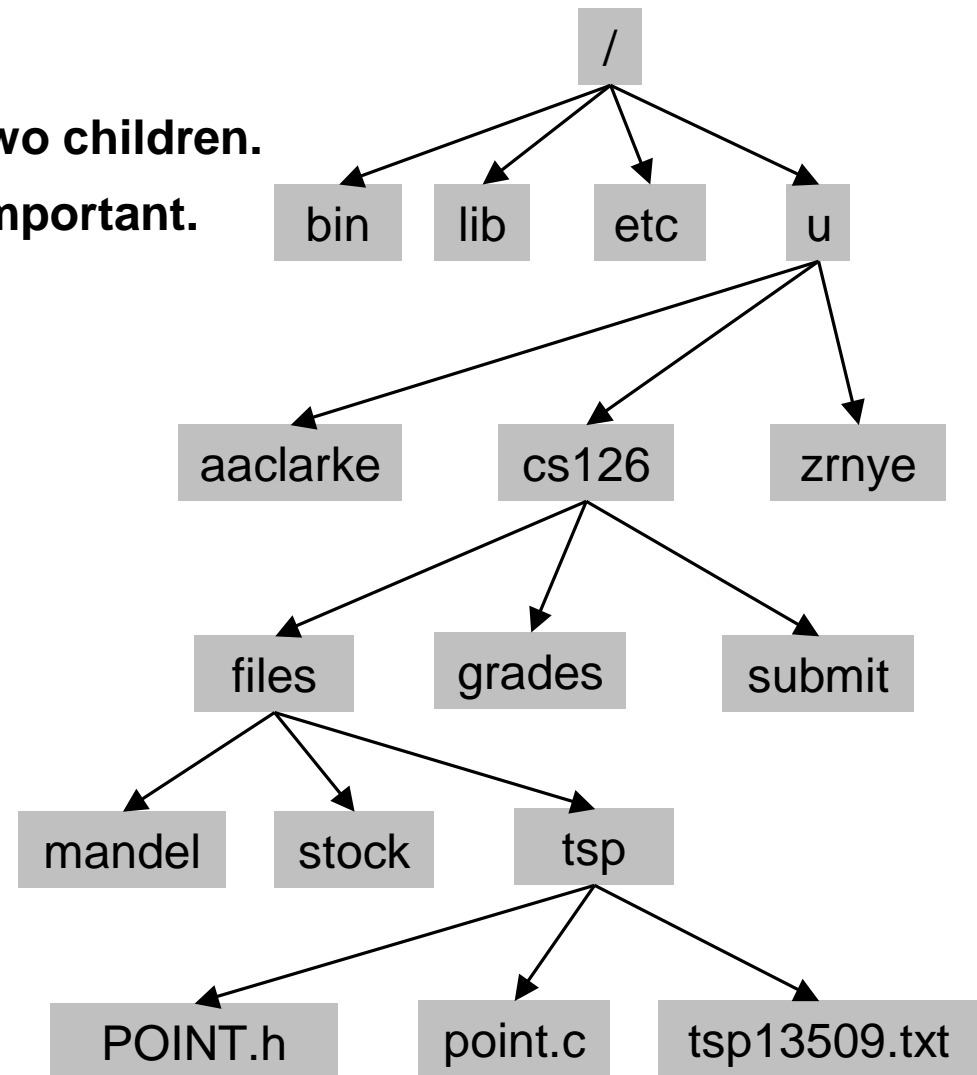 /
wo children.
mportant.
bin lib etc u
aaclarke cs126 zrnye
files grades submit
mandel stock tsp
POINT.h point.c tsp13509.txt